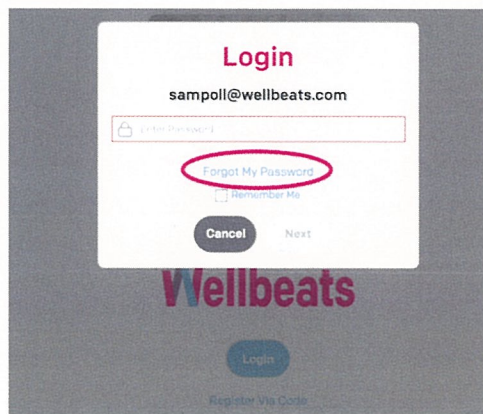 Login
sampoll@wellbeats.com
Enter Password
Forgot My Password
Remember Me
Cancel Next
Wellbeats
Login
Register Via Code